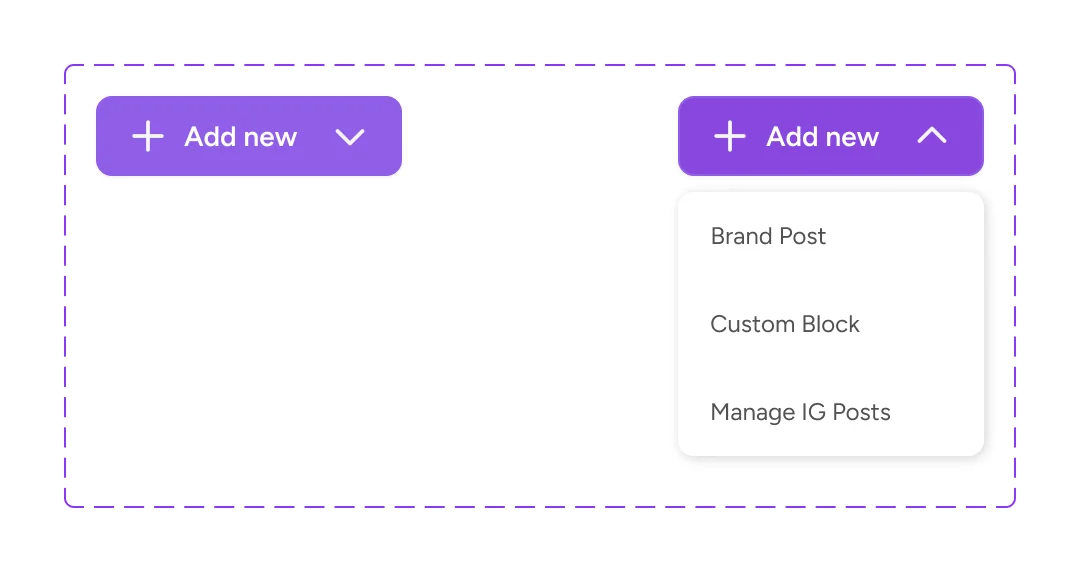 Add new
Add new
Brand Post
Custom Block
Manage IG Posts